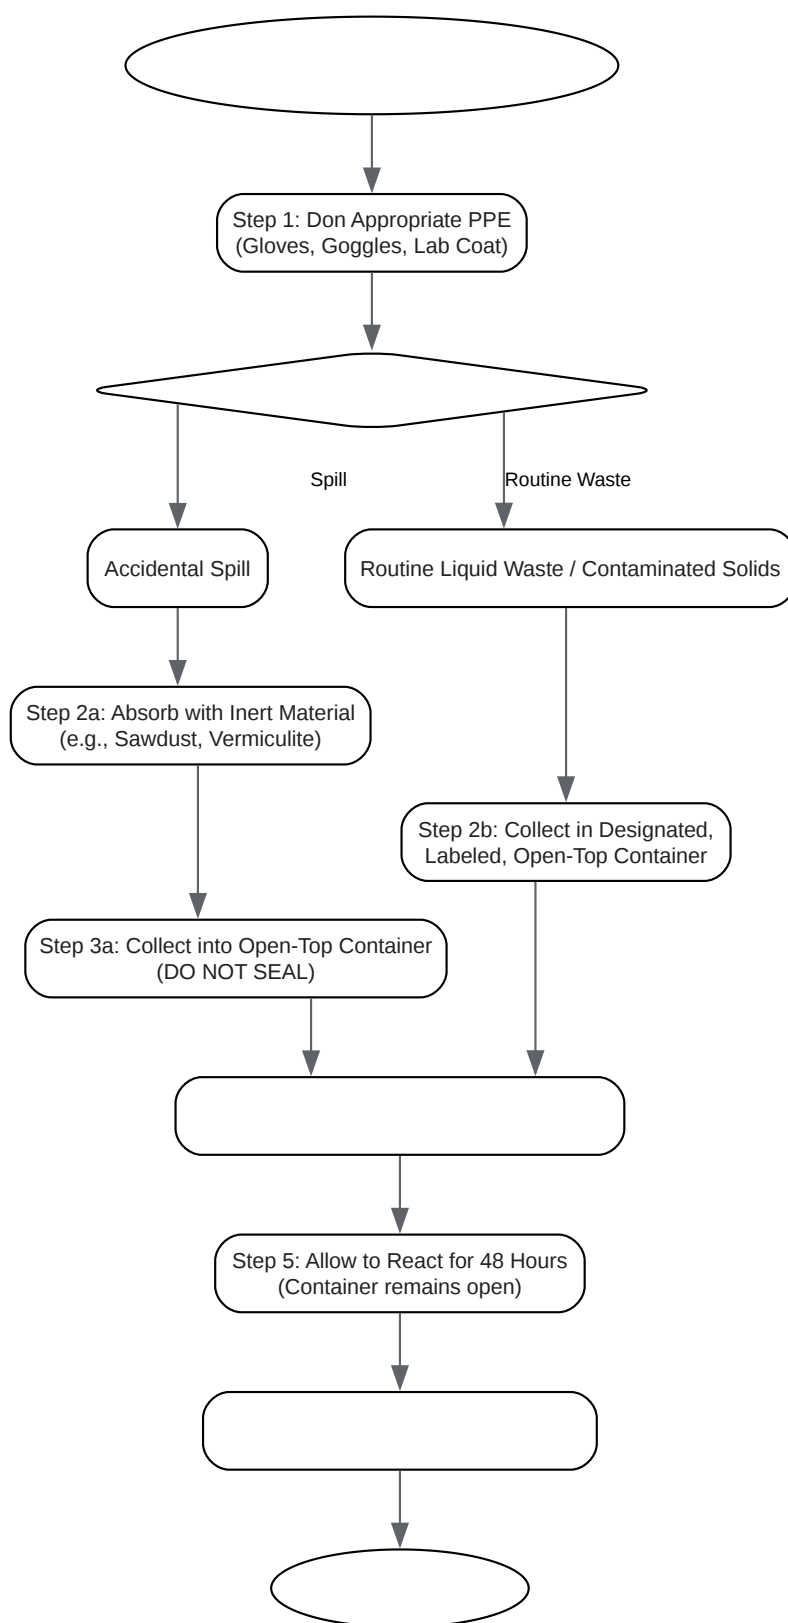 Step 1: Don Appropriate PPE
(Gloves, Goggles, Lab Coat)
Spill
Routine Waste
Accidental Spill
Routine Liquid Waste / Contaminated Solids
Step 2a: Absorb with Inert Material
(e.g., Sawdust, Vermiculite)
Step 2b: Collect in Designated,
Labeled, Open-Top Container
Step 3a: Collect into Open-Top Container
(DO NOT SEAL)
Step 5: Allow to React for 48 Hours
(Container remains open)